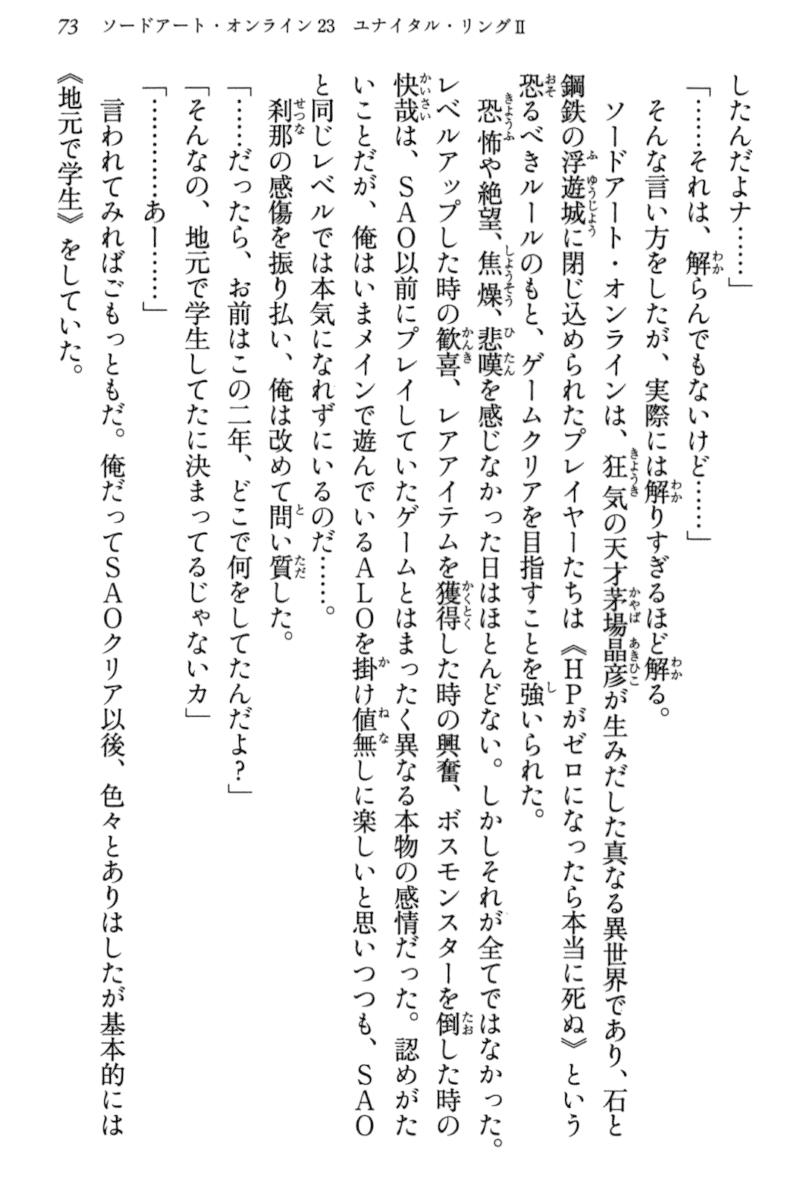 73　ソードアート・オンライン23　ユナイタル・リングⅡ
したんだよナ……」
「……それは、解らんでもないけど……」
　そんな言い方をしたが、実際には解りすぎるほど解る。
　ソードアート・オンラインは、狂気の天才茅場晶彦が生みだした真なる異世界であり、石と
鋼鉄の浮遊城に閉じ込められたプレイヤーたちは《HPがゼロになったら本当に死ぬ》という
恐るべきルールのもと、ゲームクリアを目指すことを強いられた。
　恐怖や絶望、焦燥、悲嘆を感じなかった日はほとんどない。しかしそれが全てではなかった。
レベルアップした時の歓喜、レアアイテムを獲得した時の興奮、ボスモンスターを倒した時の
快哉は、SAO以前にプレイしていたゲームとはまったく異なる本物の感情だった。認めがた
いことだが、俺はいまメインで遊んでいるALOを掛け値無しに楽しいと思いつつも、SAO
と同じレベルでは本気になれずにいるのだ……。
　刹那の感傷を振り払い、俺は改めて問い質した。
「……だったら、お前はこの二年、どこで何をしてたんだよ？」
「そんなの、地元で学生してたに決まってるじゃないカ」
「…………あー……」
　言われてみればごもっともだ。俺だってSAOクリア以後、色々とありはしたが基本的には
《地元で学生》をしていた。